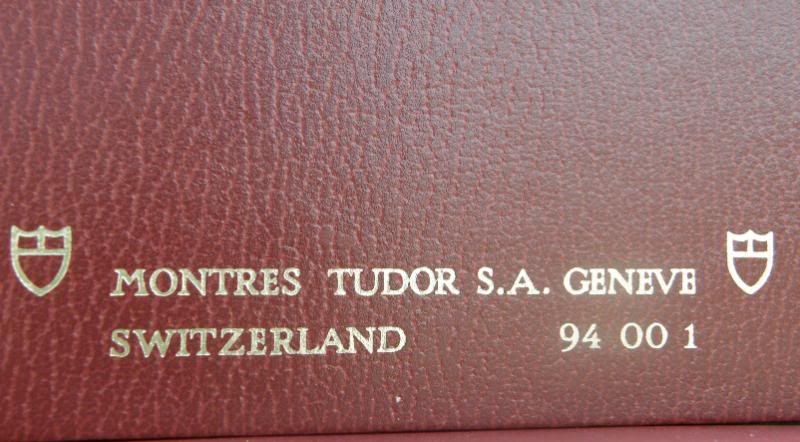 MONTRES TUDOR S.A. GENEVE
SWITZERLAND 94 00 1